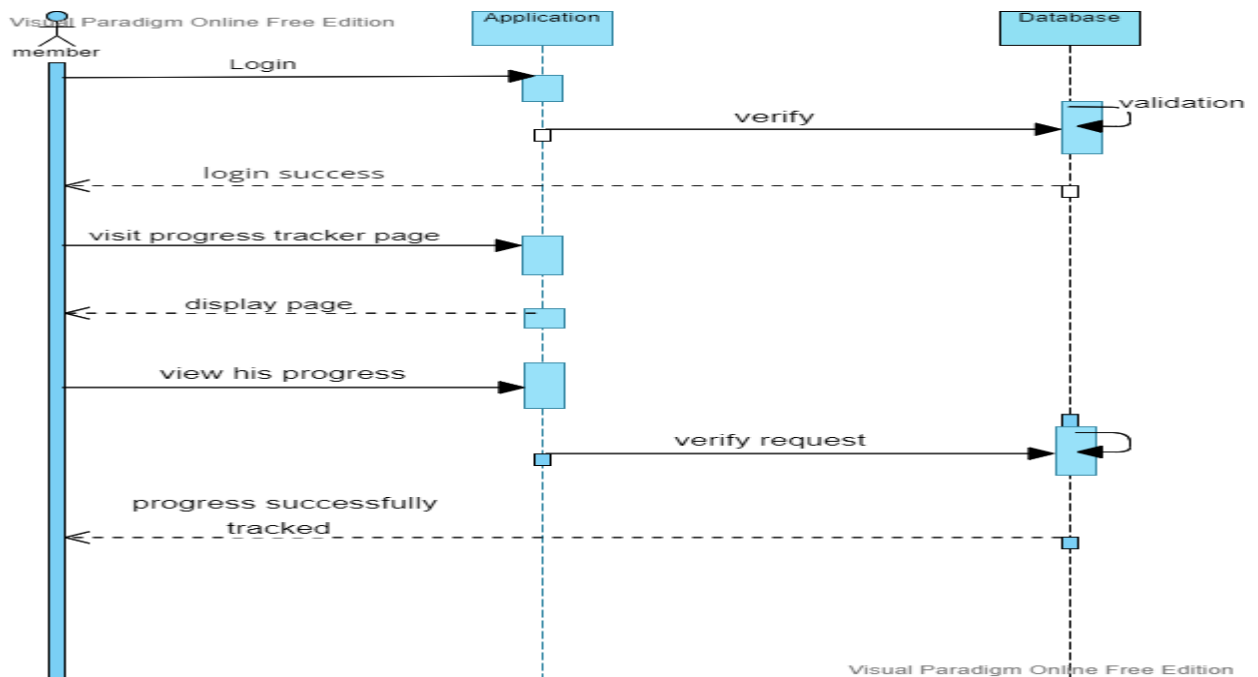 Visual Paradigm Online Free Edition
Application
Database
member
Login
validation
verify
login success
visit progress tracker page
display page
view his progress
verify request
progress successfully
tracked
Visual Paradigm Online Free Edition